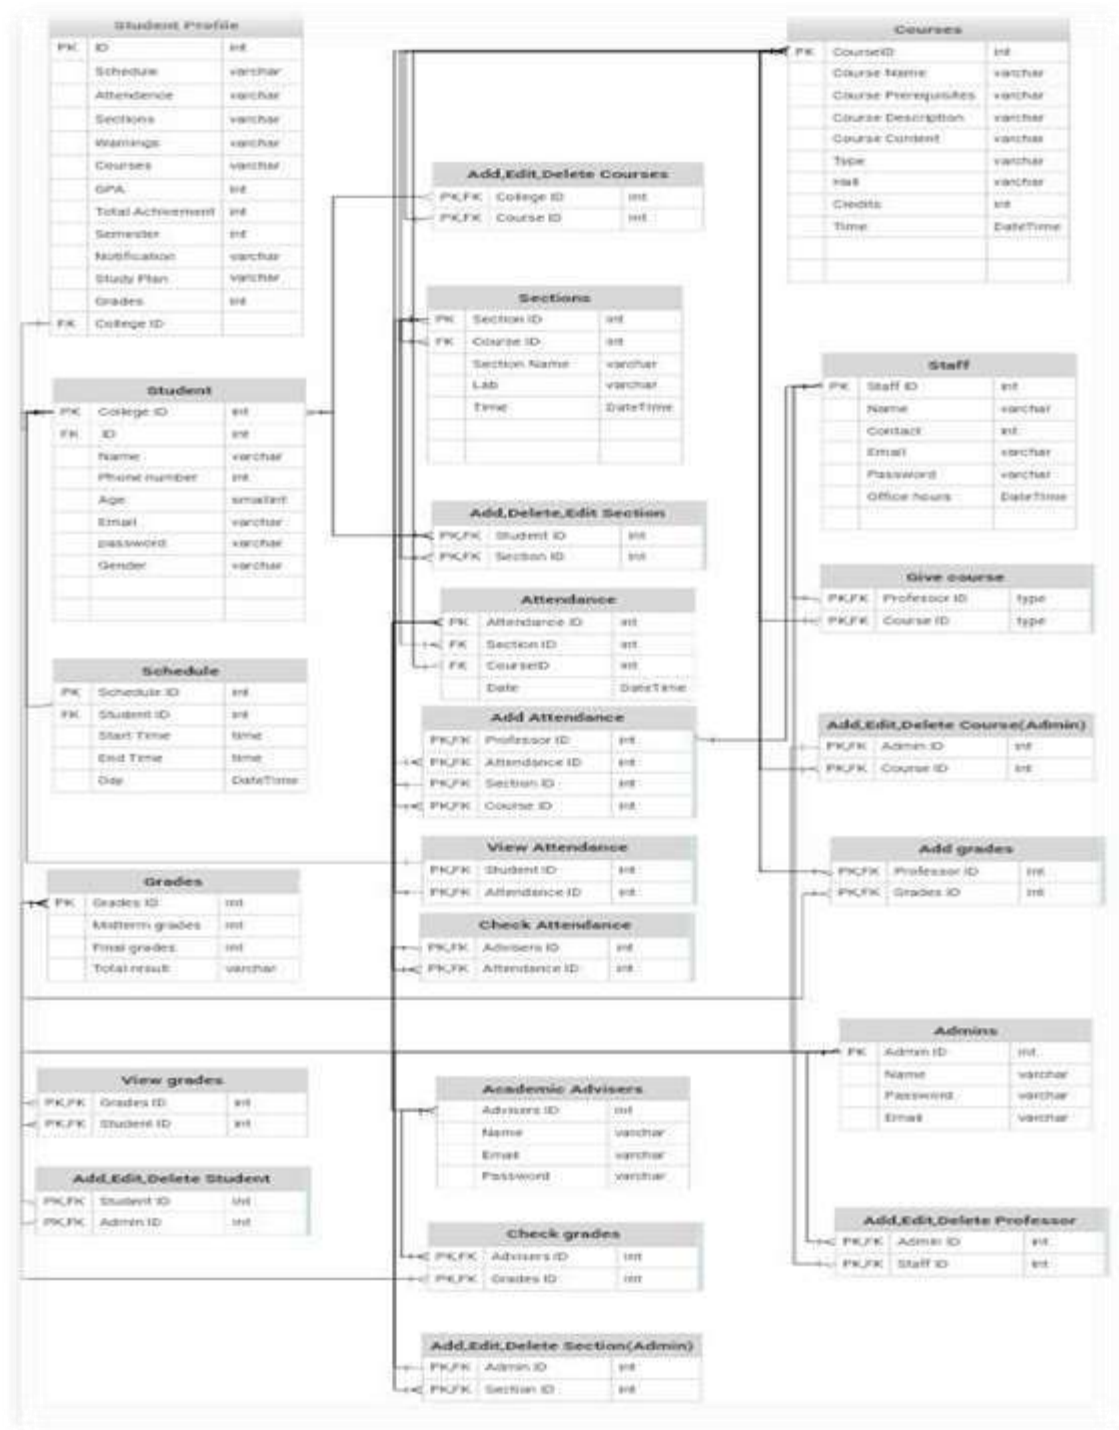 Student Profile
PK ID int
Schedule varchar
Attendence varchar
Sections varchar
Warnings varchar
Courses varchar
GPA int
Total Achivement int
Semester int
Notification varchar
Study Plan varchar
Grades int
FK College ID
Student
PK College ID int
FK ID int
Name varchar
Phone number int
Age smallint
Email varchar
password varchar
Gender varchar
Schedule
PK Schedule ID int
FK Student ID int
Start Time time
End Time time
Day DateTime
Grades
PK Grades ID int
Midterm grades int
Final grades int
Total result varchar
View grades
PK,FK Grades ID int
PK,FK Student ID int
Add,Edit,Delete Student
PK,FK Student ID int
PK,FK Admin ID int
Add,Edit,Delete Courses
PK,FK College ID int
PK,FK Course ID int
Sections
PK Section ID int
FK Course ID int
Section Name varchar
Lab varchar
Time DateTime
Add,Delete,Edit Section
PK,FK Student ID int
PK,FK Section ID int
Attendance
PK Attendance ID int
FK Section ID int
FK CourseID int
Date DateTime
Add Attendance
PK,FK Professor ID int
PK,FK Attendance ID int
PK,FK Section ID int
PK,FK Course ID int
View Attendance
PK,FK Student ID int
PK,FK Attendance ID int
Check Attendance
PK,FK Advisers ID int
PK,FK Attendance ID int
Academic Advisers
Advisers ID int
Name varchar
Email varchar
Password varchar
Check grades
PK,FK Advisers ID int
PK,FK Grades ID int
Add,Edit,Delete Section(Admin)
PK,FK Admin ID int
PK,FK Section ID int
Courses
PK CourseID int
Course Name varchar
Course Prerequisites varchar
Course Description varchar
Course Content varchar
Type varchar
Hall varchar
Credits int
Time DateTime
Staff
PK Staff ID int
Name varchar
Contact int
Email varchar
Password varchar
Office hours DateTime
Give course
PK,FK Professor ID type
PK,FK Course ID type
Add,Edit,Delete Course(Admin)
PK,FK Admin ID int
PK,FK Course ID int
Add grades
PK,FK Professor ID int
PK,FK Grades ID int
Admins
PK Admin ID int
Name varchar
Password varchar
Email varchar
Add,Edit,Delete Professor
PK,FK Admin ID int
PK,FK Staff ID int